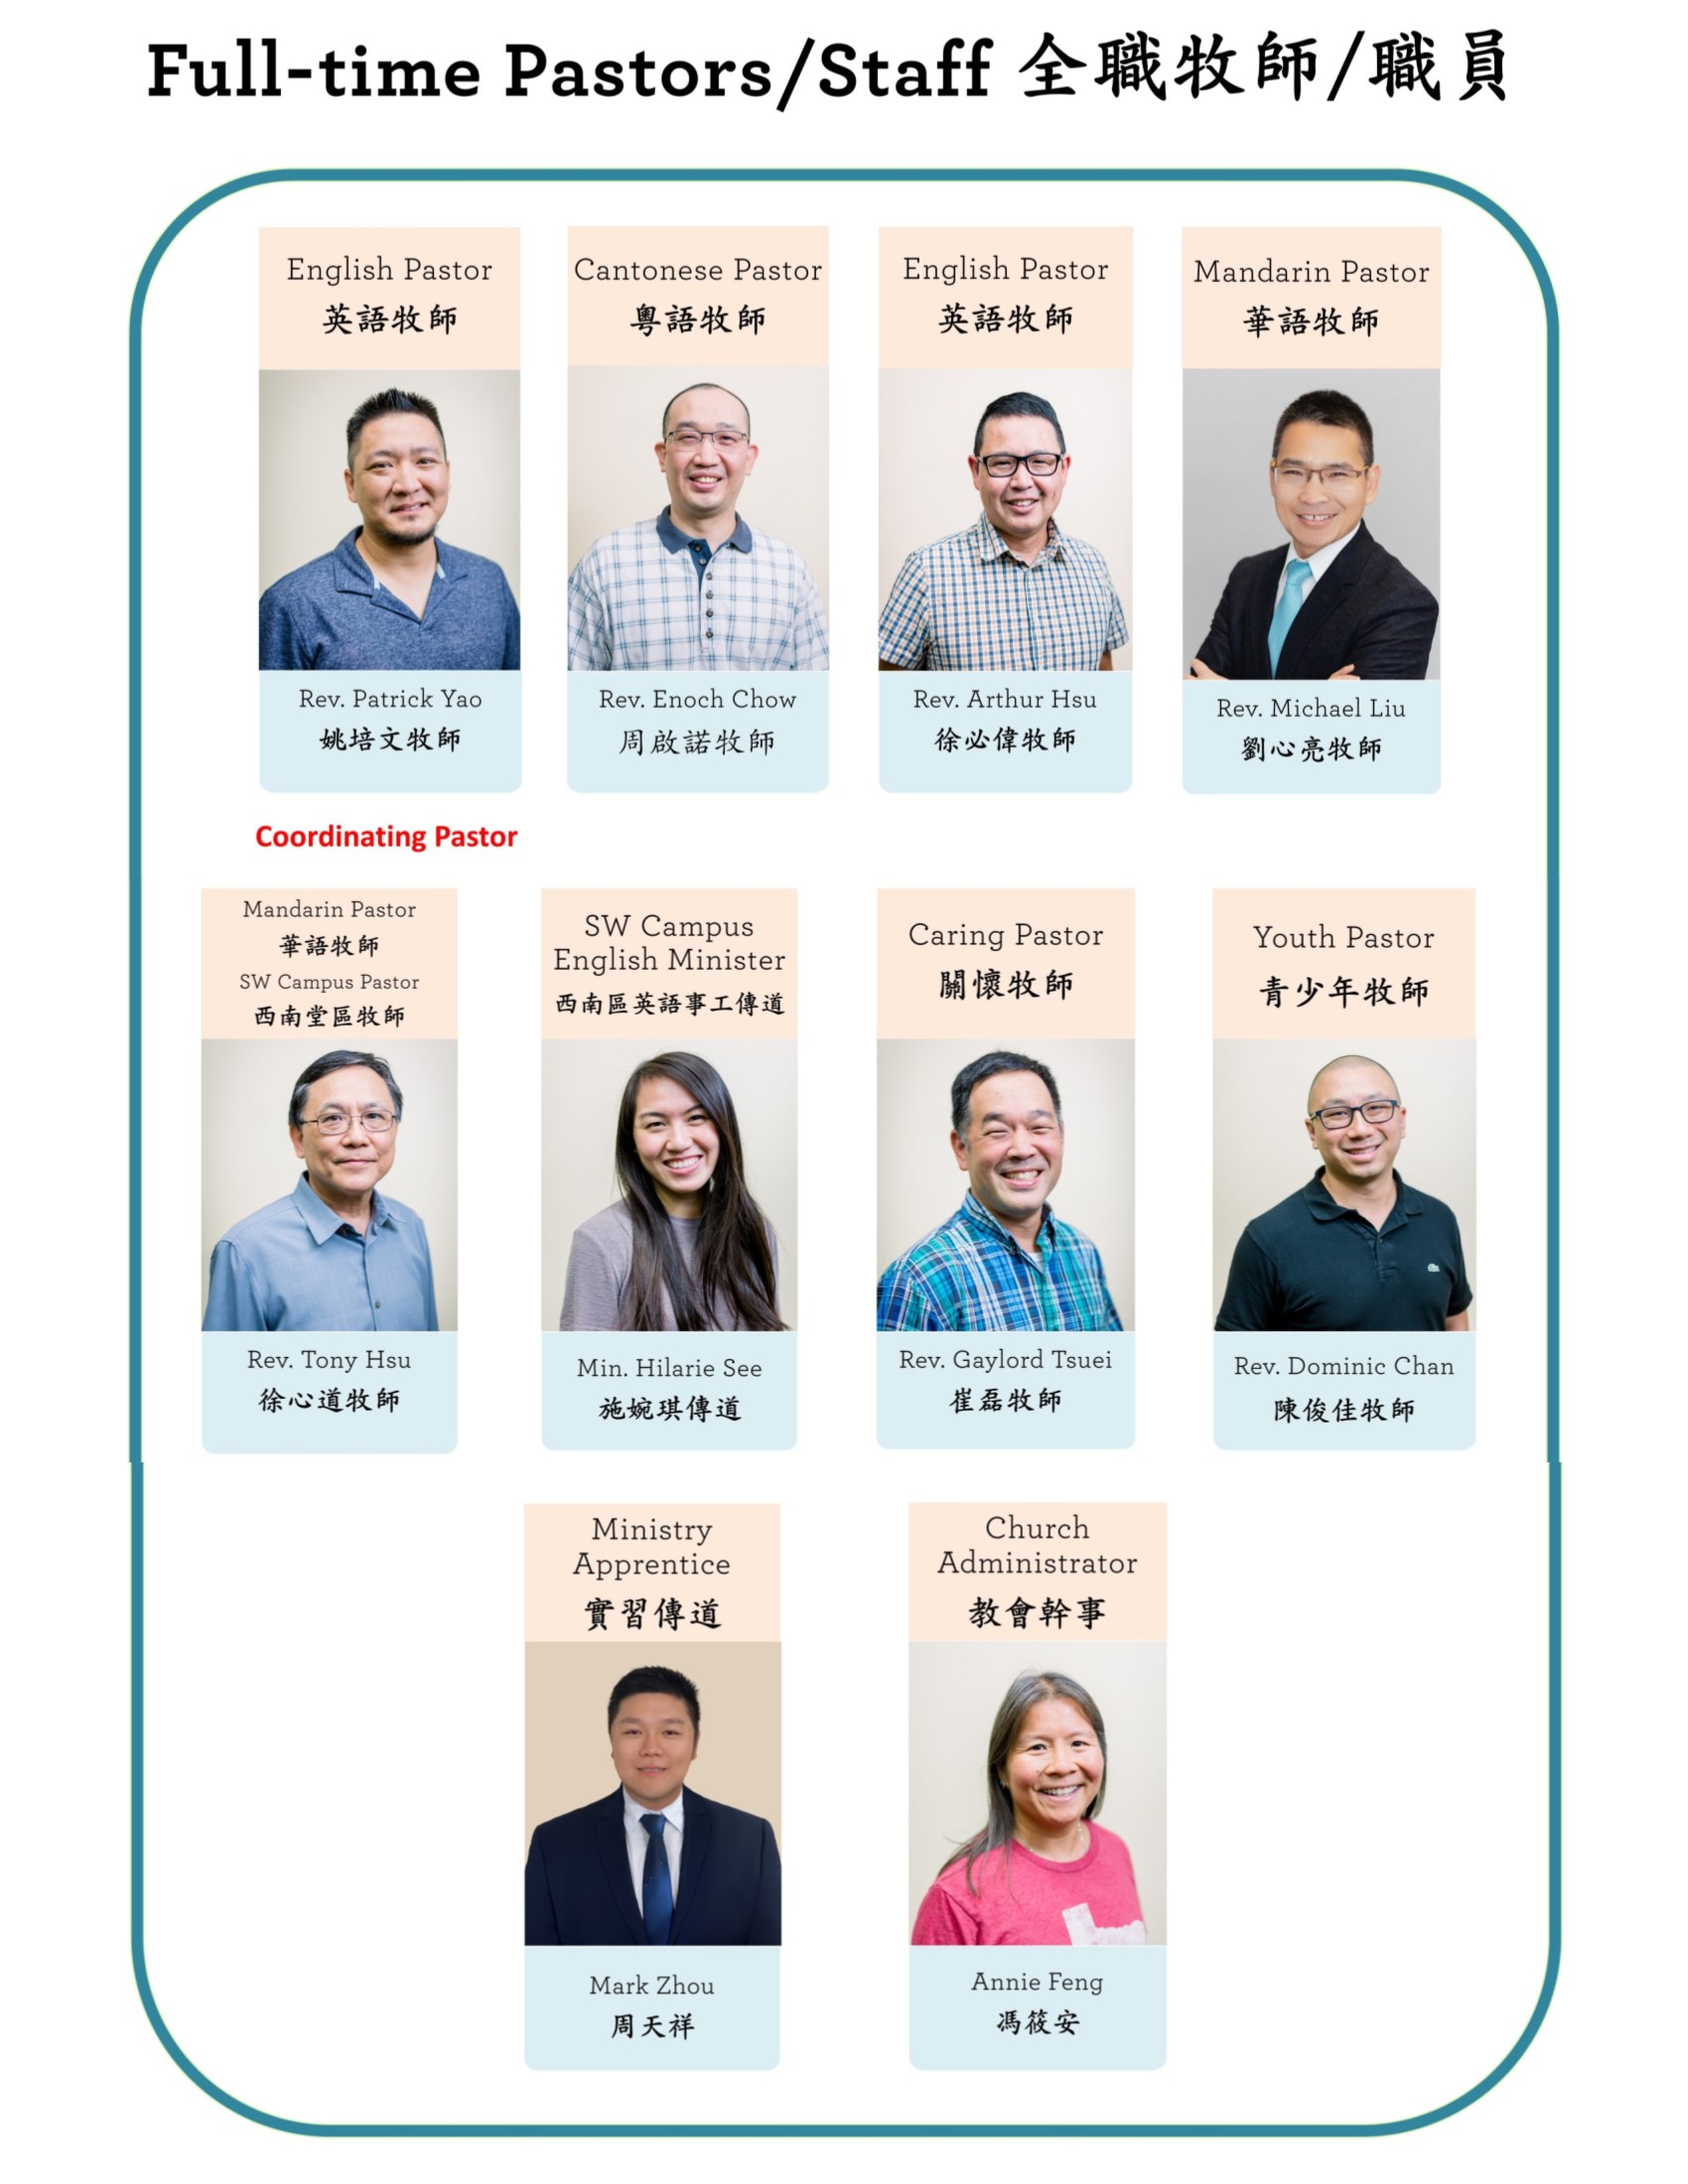 Full-time Pastors/Staff 全職牧師/職員
English Pastor
英語牧師
Rev. Patrick Yao
姚培文牧師
Coordinating Pastor
Cantonese Pastor
粵語牧師
Rev. Enoch Chow
周啟諾牧師
English Pastor
英語牧師
Rev. Arthur Hsu
徐必偉牧師
Mandarin Pastor
華語牧師
Rev. Michael Liu
劉心亮牧師
Mandarin Pastor
華語牧師
SW Campus Pastor
西南堂區牧師
Rev. Tony Hsu
徐心道牧師
SW Campus
English Minister
西南區英語事工傳道
Min. Hilarie See
施婉琪傳道
Caring Pastor
關懷牧師
Rev. Gaylord Tsuei
崔磊牧師
Youth Pastor
青少年牧師
Rev. Dominic Chan
陳俊佳牧師
Ministry
Apprentice
實習傳道
Mark Zhou
周天祥
Church
Administrator
教會幹事
Annie Feng
馮筱安